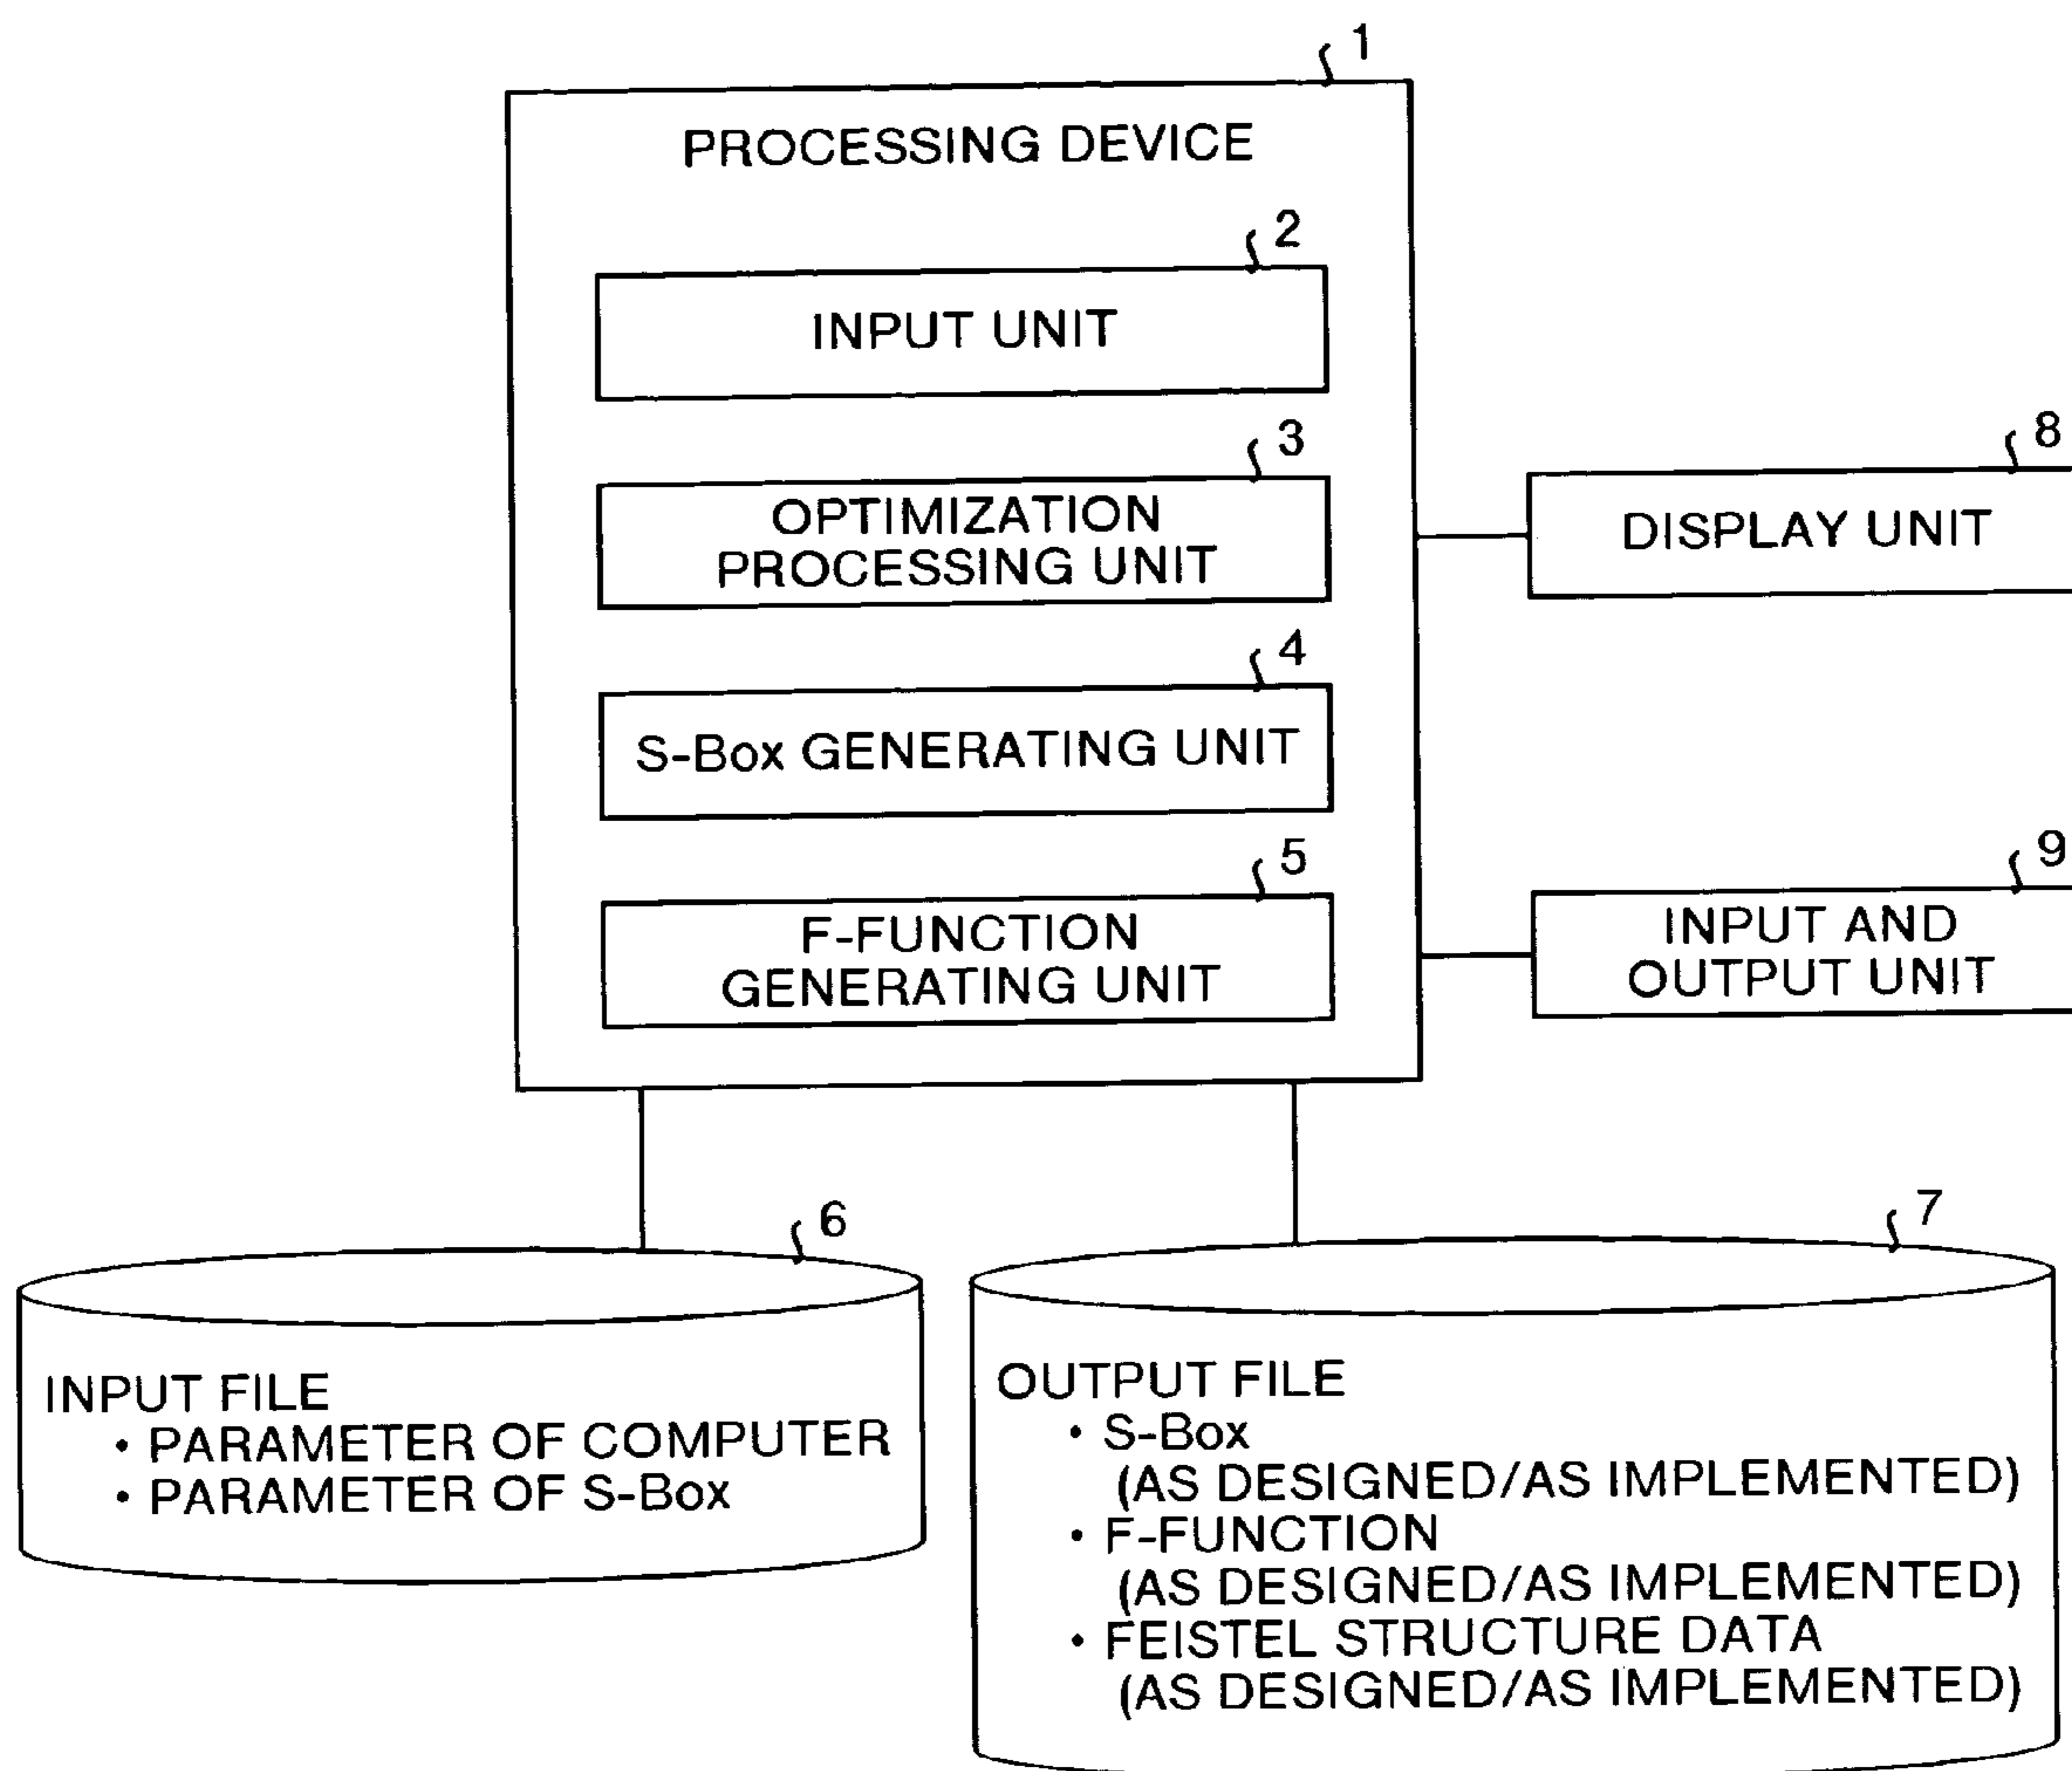 1
PROCESSING DEVICE
2
INPUT UNIT
3
OPTIMIZATION
PROCESSING UNIT
8
DISPLAY UNIT
4
S-Box GENERATING UNIT
5
F-FUNCTION
GENERATING UNIT
9
INPUT AND
OUTPUT UNIT
6
INPUT FILE
• PARAMETER OF COMPUTER
• PARAMETER OF S-Box
7
OUTPUT FILE
• S-Box
(AS DESIGNED/AS IMPLEMENTED)
• F-FUNCTION
(AS DESIGNED/AS IMPLEMENTED)
• FEISTEL STRUCTURE DATA
(AS DESIGNED/AS IMPLEMENTED)